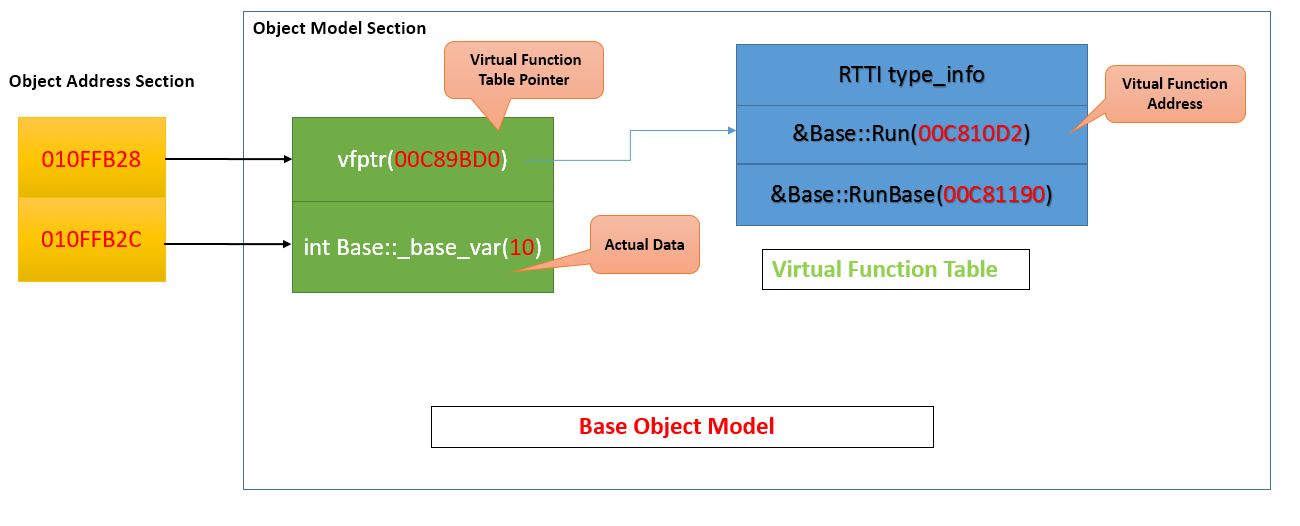 Object Model Section
Object Address Section
010FFB28
010FFB2C
Virtual Function
Table Pointer
vfptr(00C89BD0)
int Base::_base_var(10)
Actual Data
RTTI type_info
&Base::Run(00C810D2)
&Base::RunBase(00C81190)
Vitual Function
Address
Virtual Function Table
Base Object Model